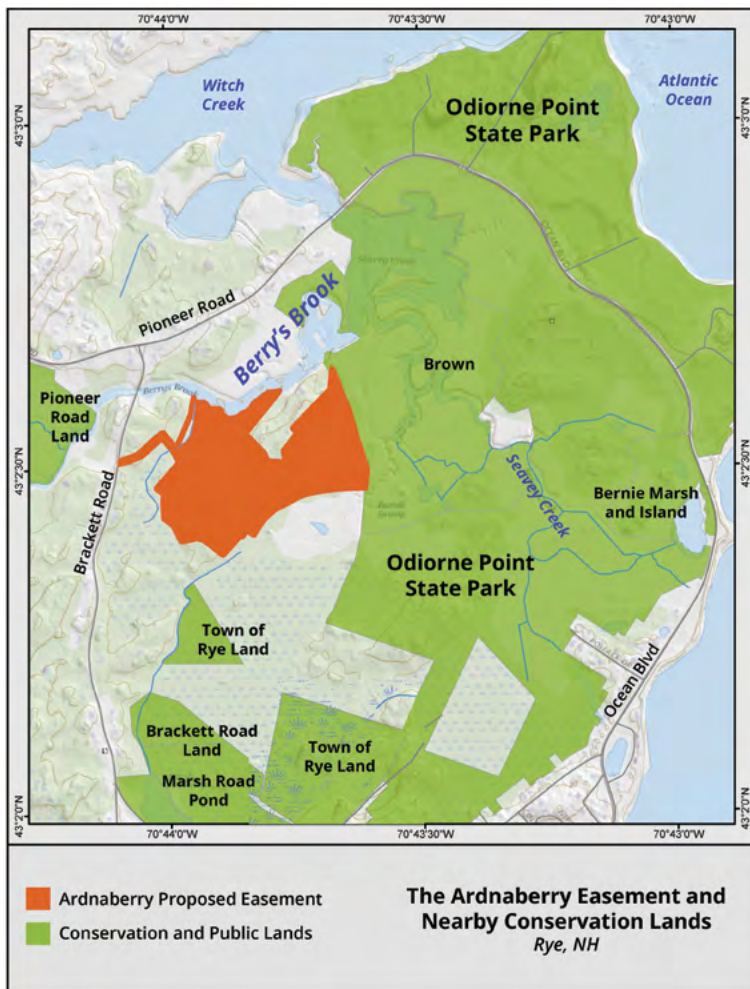 70°44'0"W
70°43'30"W
70°43'0"W
43°3'0"N
43°3'0"N
Witch
Creek
Atlantic
Ocean
Odiorne Point
State Park
OCEAN BLVD
Seavey Creek
Pioneer Road
Berry's Brook
Brown
Berrys Brook
Pioneer
Road
Land
43°2'30"N
43°2'30"N
Brackett Road
Seavey Creek
Bernie Marsh
and Island
Odiorne Point
State Park
Town of
Rye Land
Ocean Blvd
Brackett Road
Land
Town of
Rye Land
Marsh Road
Pond
43°2'0"N
43°2'0"N
70°44'0"W
70°43'30"W
70°43'0"W
Ardnaberry Proposed Easement
Conservation and Public Lands
The Ardnaberry Easement and
Nearby Conservation Lands
Rye, NH